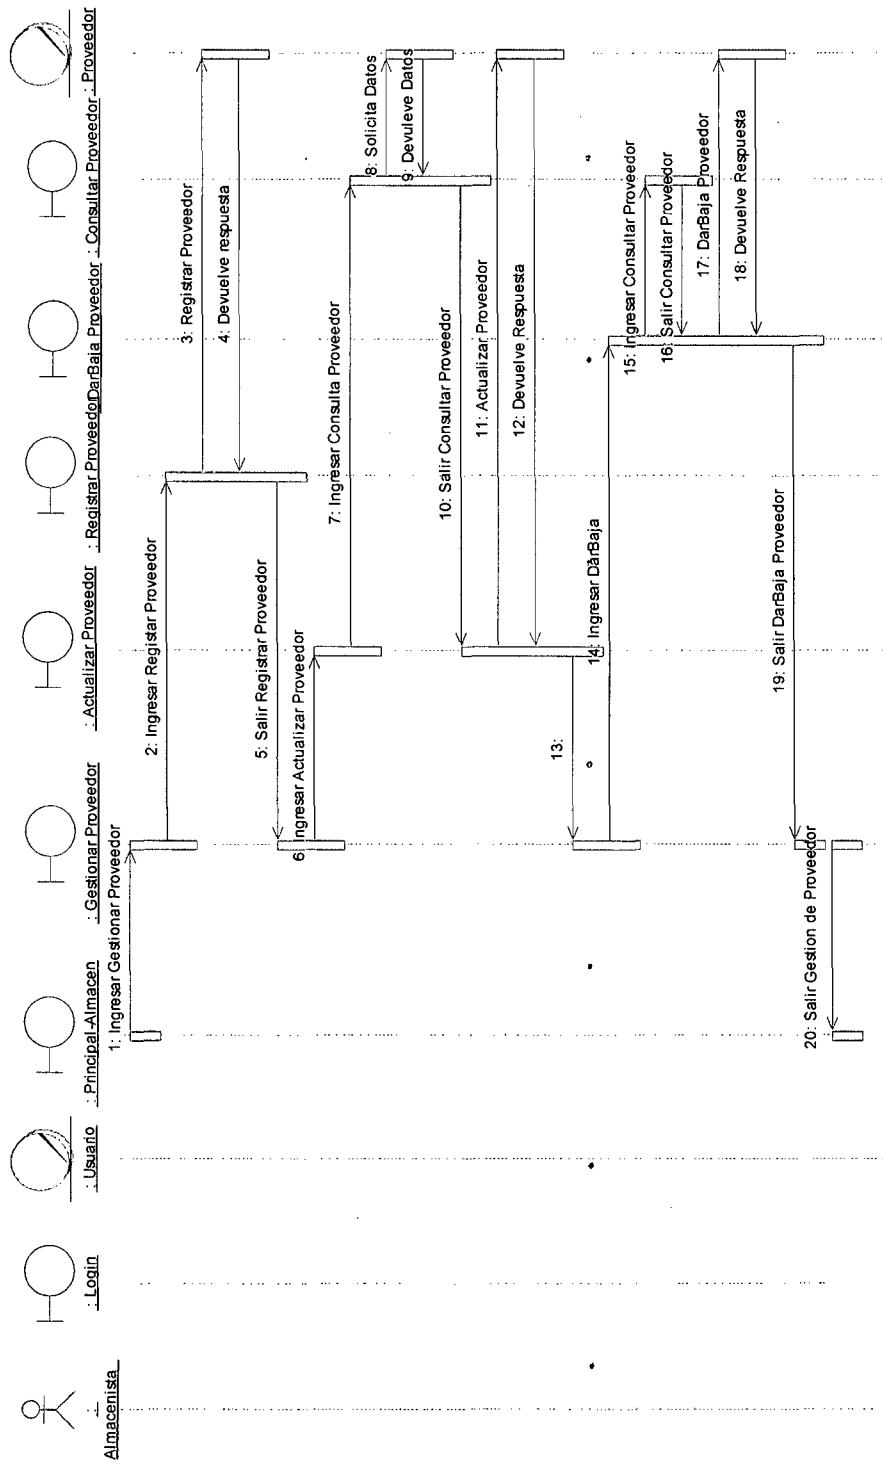 : Almacenista
: Login
: Usuario
: Principal-Almacen
: Gestionar Proveedor
: Actualizar Proveedor
: Registrar Proveedor
DarBaja Proveedor
: Consultar Proveedor
: Proveedor
1: Ingresar Gestionar Proveedor
2: Ingresar Registar Proveedor
3: Registrar Proveedor
4: Devuelve respuesta
5: Salir Registrar Proveedor
6: Ingresar Actualizar Proveedor
7: Ingresar Consulta Proveedor
8: Solicita Datos
9: Devuleve Datos
10: Salir Consultar Proveedor
11: Actualizar Proveedor
12: Devuelve Respuesta
13:
14: Ingresar DarBaja
15: Ingresar Consultar Proveedor
16: Salir Consultar Proveedor
17: DarBaja Proveedor
18: Devuelve Respuesta
19: Salir DarBaja Proveedor
20: Salir Gestion de Proveedor